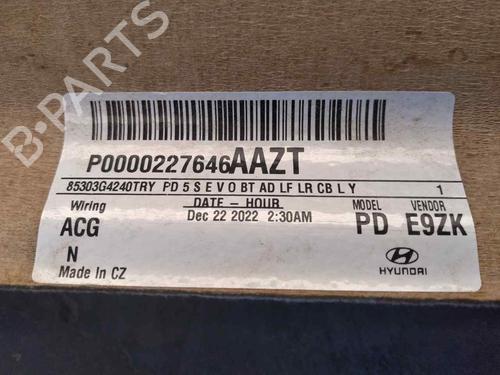 B-PARTS
P0000227646AAZT
85303G4240TRY PD 5 S E V O BT AD LF LR CB L Y 1
Wiring DATE - HOUR MODEL VENDOR
ACG Dec 22 2022 2:30AM PD E9ZK
N
Made In CZ HYUNDAI